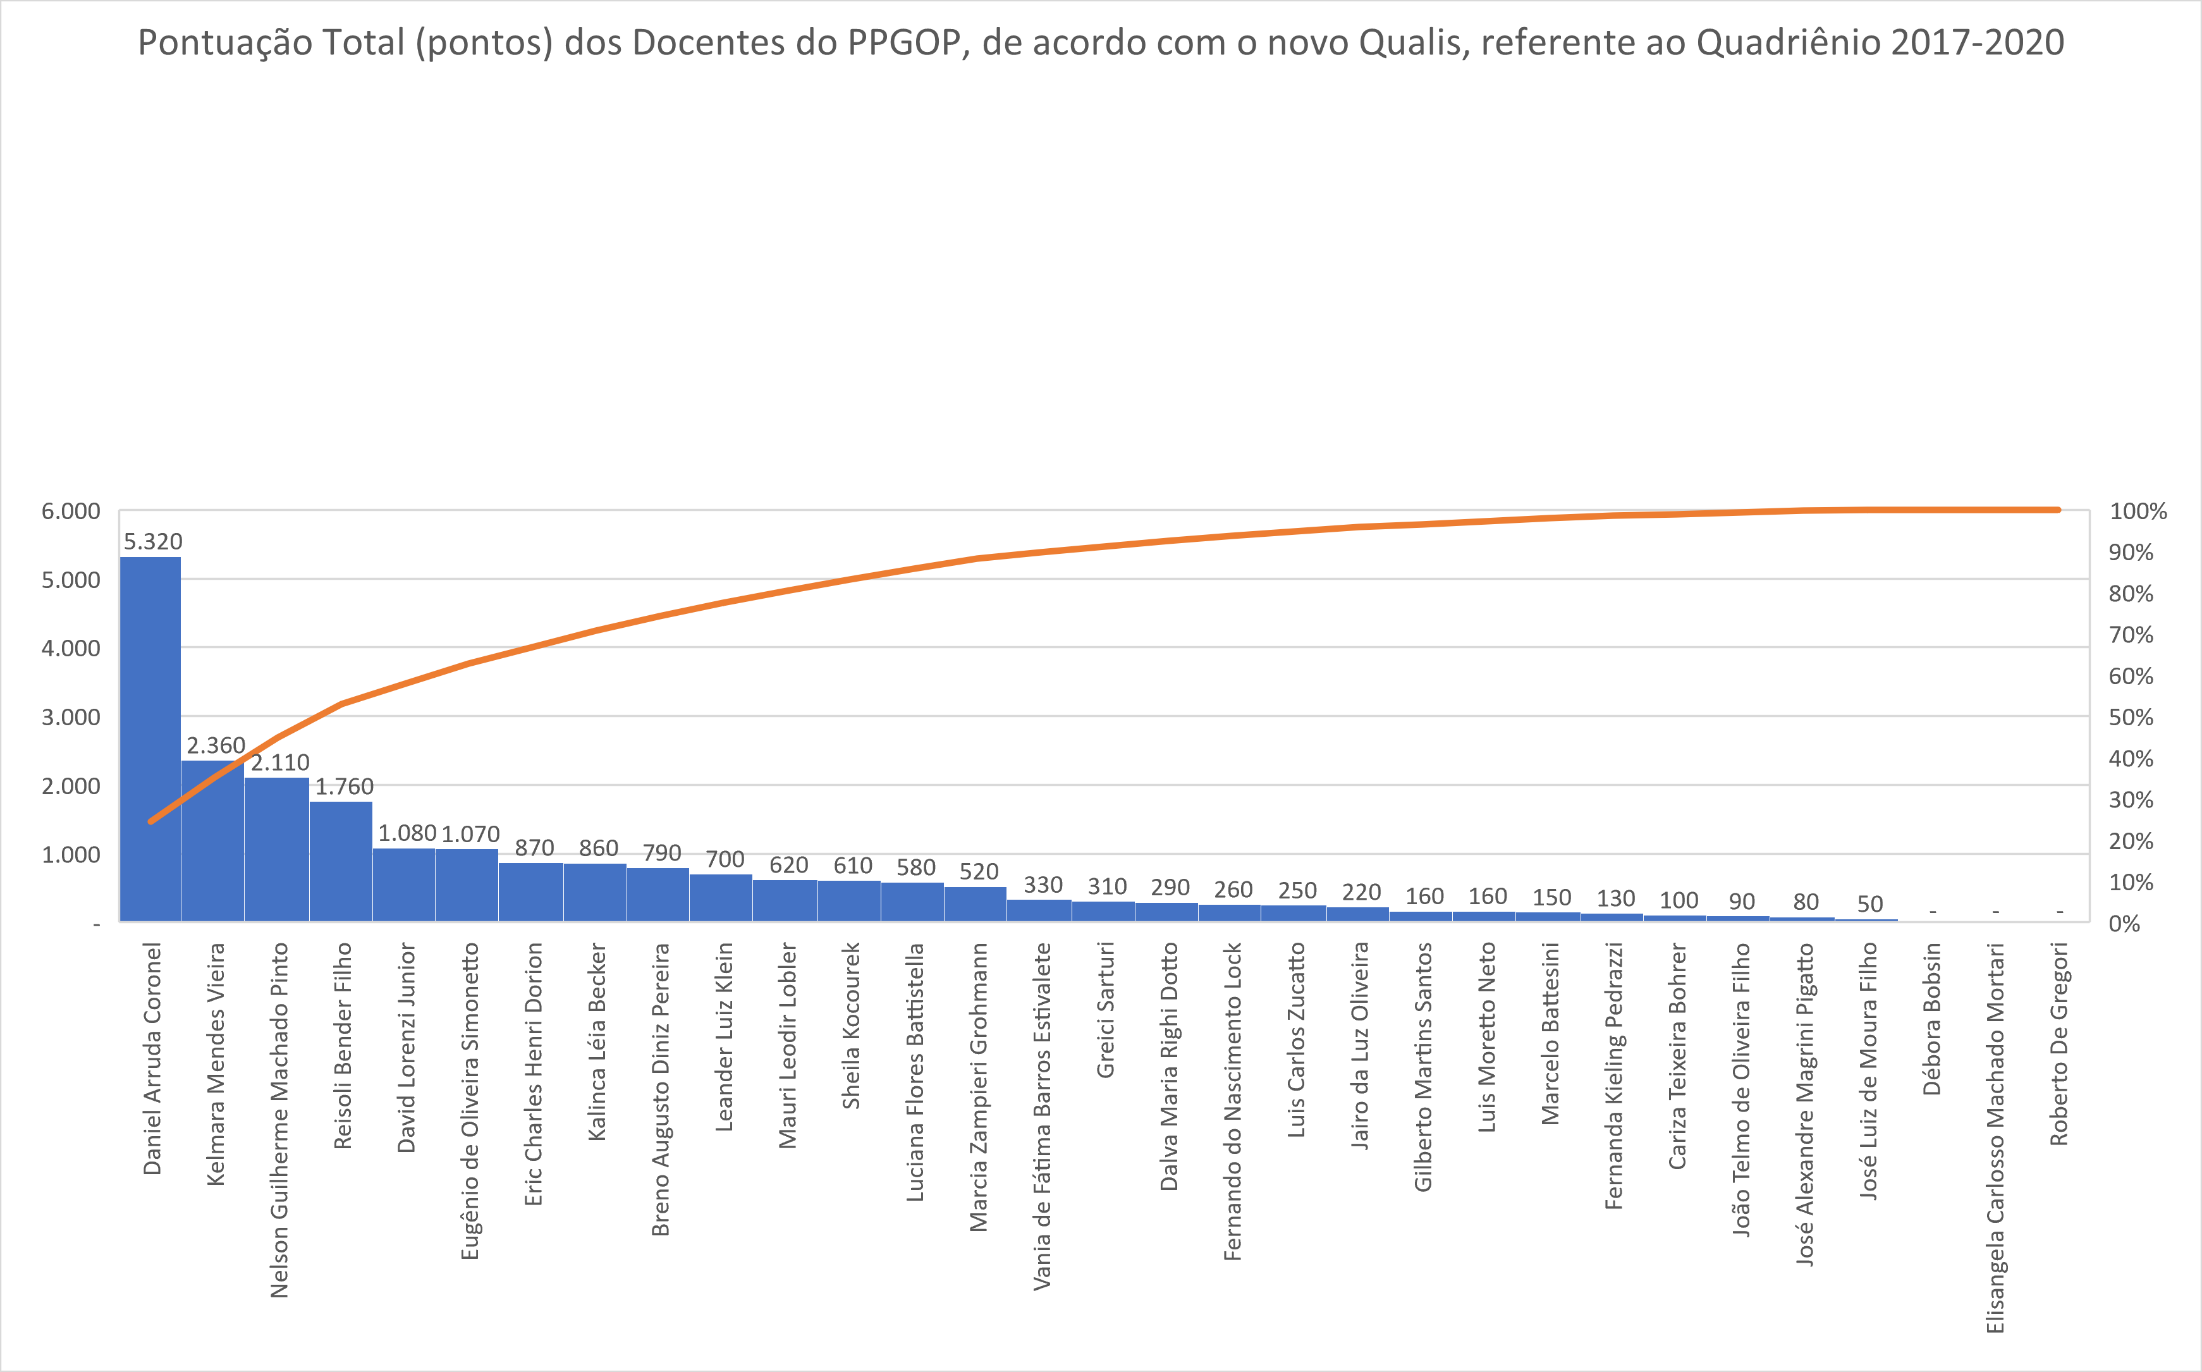 Pontuação Total (pontos) dos Docentes do PPGOP, de acordo com o novo Qualis, referente ao Quadriênio 2017-2020
6.000
5.000
4.000
3.000
2.000
1.000
-
5.320
2.360
2.110
1.760
1.080
1.070
870
860
790
700
620
610
580
520
330
310
290
260
250
220
160
160
150
130
100
90
80
50
-
-
-
100%
90%
80%
70%
60%
50%
40%
30%
20%
10%
0%
Daniel Arruda Coronel
Kelmara Mendes Vieira
Nelson Guilherme Machado Pinto
Reisoli Bender Filho
David Lorenzi Junior
Eugênio de Oliveira Simonetto
Eric Charles Henri Dorion
Kalinca Léia Becker
Breno Augusto Diniz Pereira
Leander Luiz Klein
Mauri Leodir Lobler
Sheila Kocourek
Luciana Flores Battistella
Marcia Zampieri Grohmann
Vania de Fátima Barros Estivalete
Greici Sarturi
Dalva Maria Righi Dotto
Fernando do Nascimento Lock
Luis Carlos Zucatto
Jairo da Luz Oliveira
Gilberto Martins Santos
Luis Moretto Neto
Marcelo Battesini
Fernanda Kieling Pedrazzi
Cariza Teixeira Bohrer
João Telmo de Oliveira Filho
José Alexandre Magrini Pigatto
José Luiz de Moura Filho
Débora Bobsin
Elisangela Carlosso Machado Mortari
Roberto De Gregori